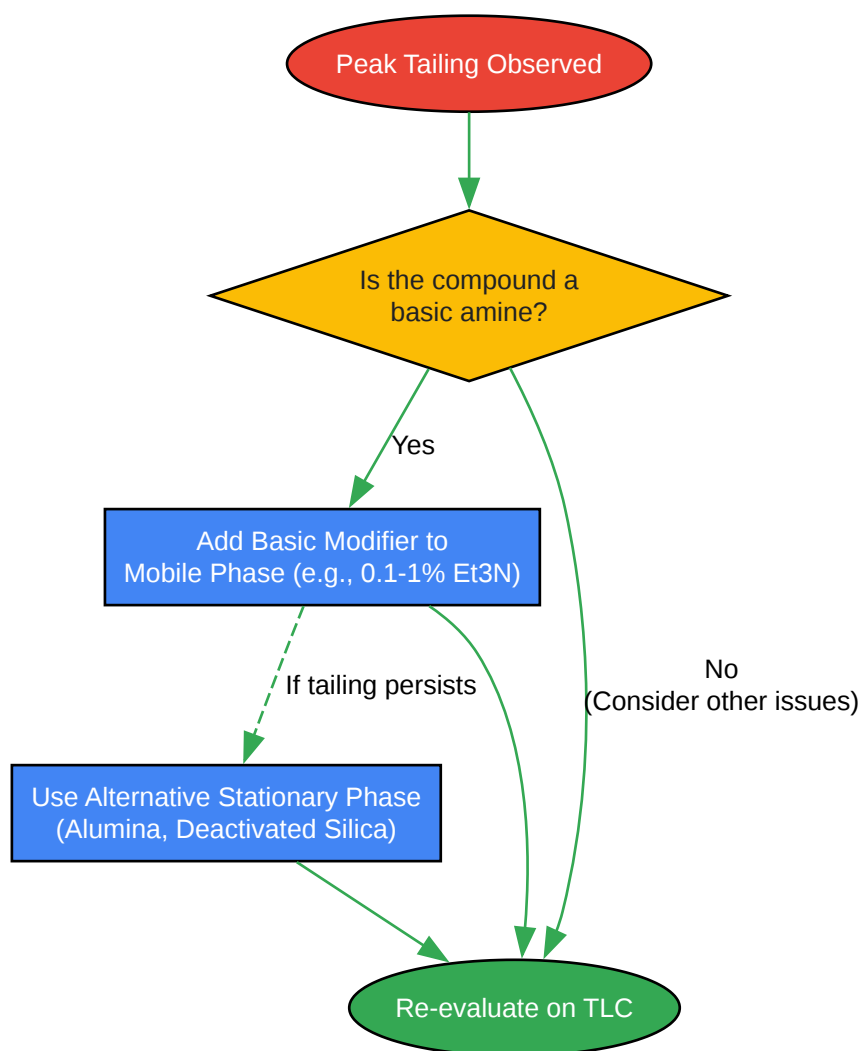 Peak Tailing Observed
Is the compound a
basic amine?
Yes
Add Basic Modifier to
Mobile Phase (e.g., 0.1-1% Et3N)
If tailing persists
No
(Consider other issues)
Use Alternative Stationary Phase
(Alumina, Deactivated Silica)
Re-evaluate on TLC